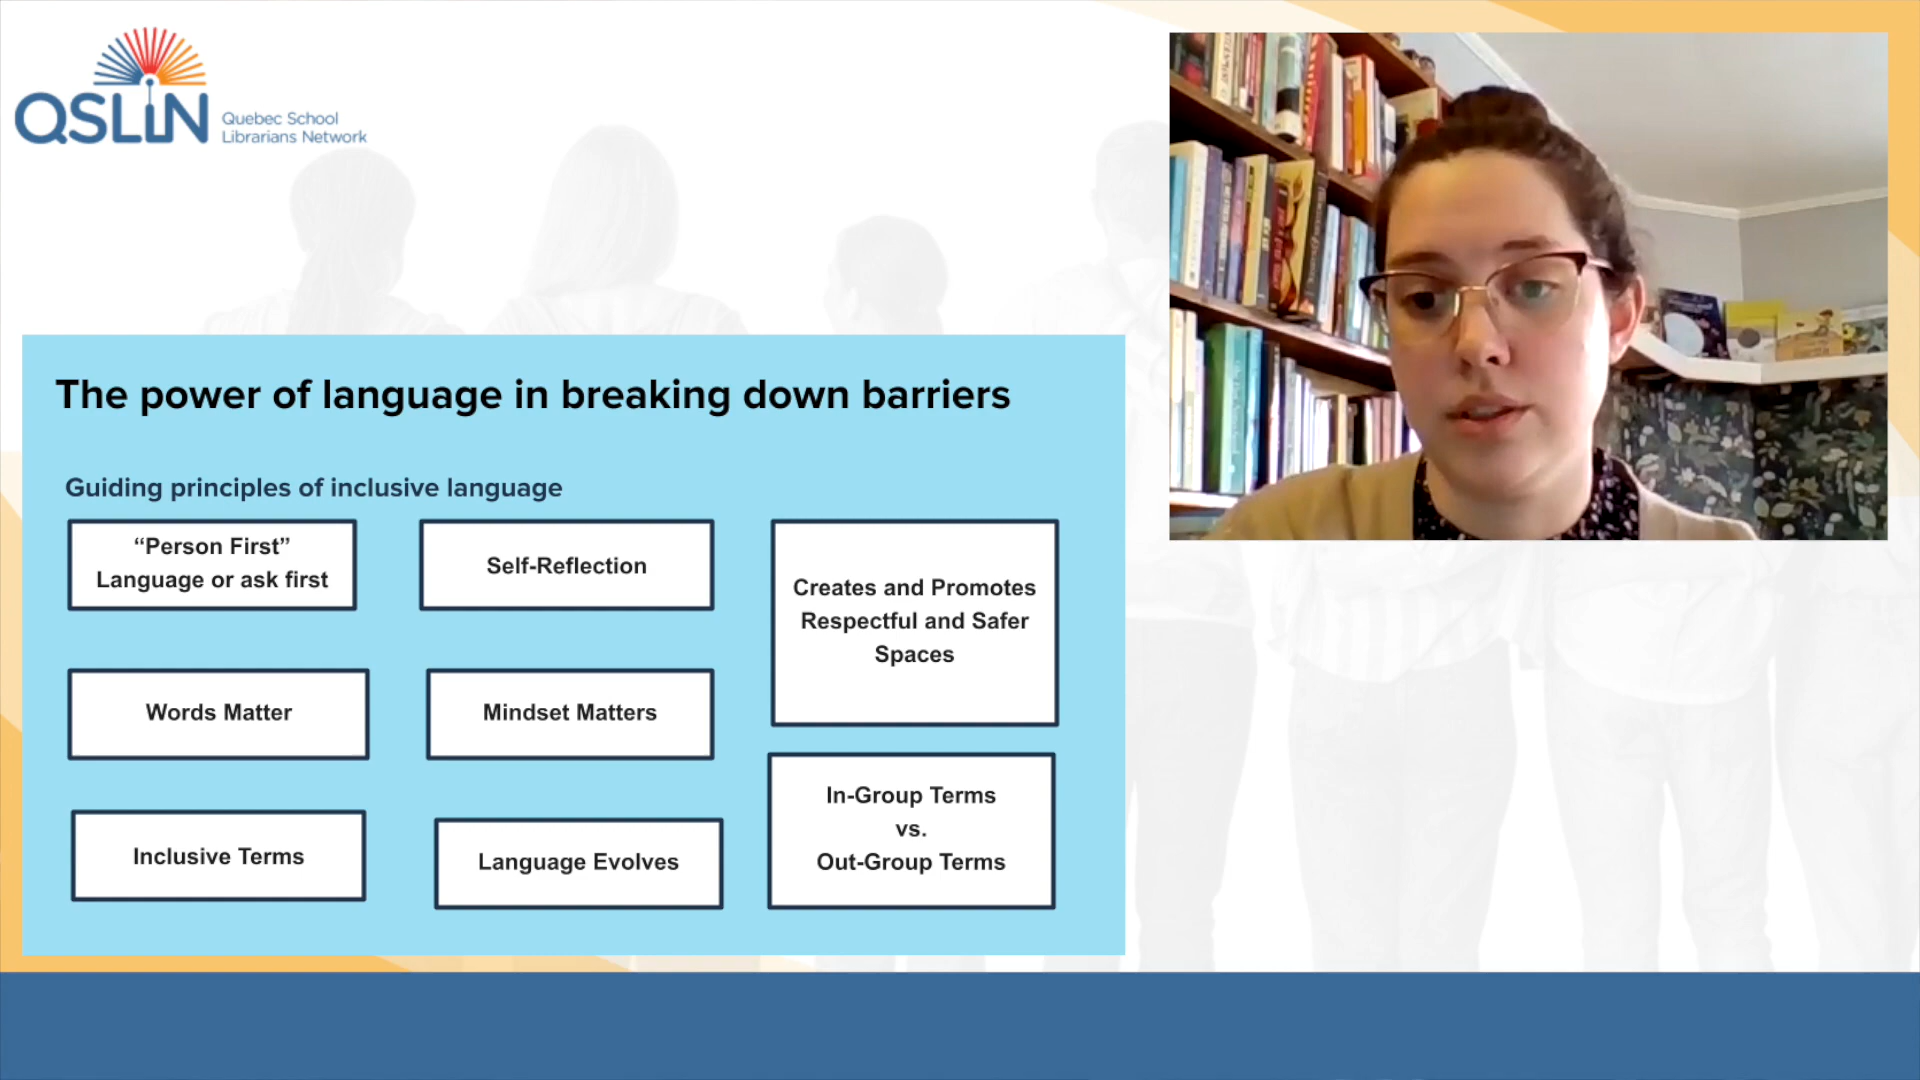 QSLiN
Quebec School
Librarians Network
The power of language in breaking down barriers
Guiding principles of inclusive language
“Person First”
Language or ask first
Self-Reflection
Creates and Promotes
Respectful and Safer
Spaces
Words Matter
Mindset Matters
In-Group Terms
vs.
Out-Group Terms
Inclusive Terms
Language Evolves